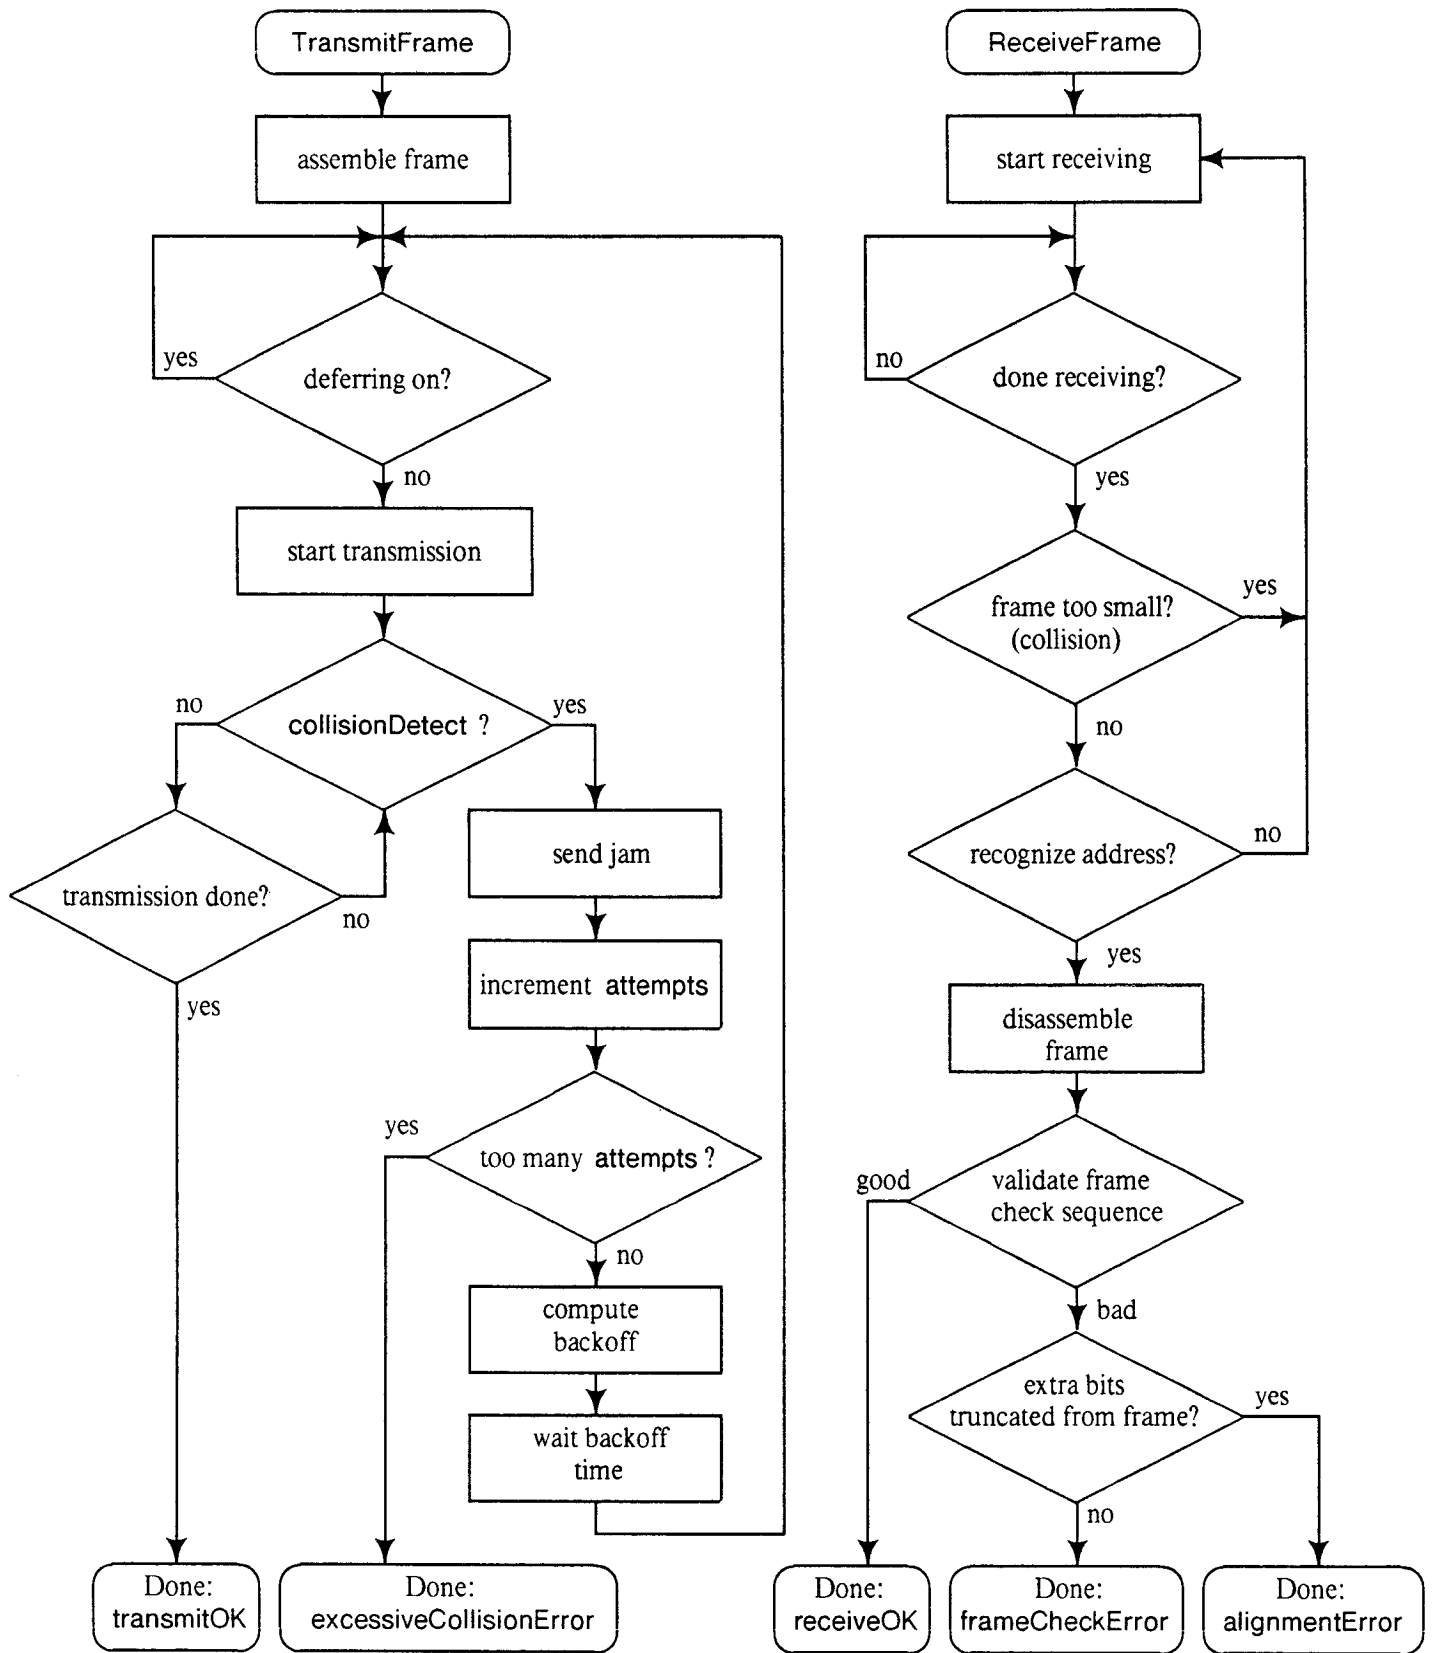 TransmitFrame
assemble frame
yes
deferring on?
no
start transmission
no
collisionDetect ?
yes
transmission done?
no
yes
send jam
increment attempts
yes
too many attempts ?
no
compute
backoff
wait backoff
time
Done:
transmitOK
Done:
excessiveCollisionError
ReceiveFrame
start receiving
no
done receiving?
yes
frame too small?
(collision)
yes
no
recognize address?
no
yes
disassemble
frame
good
validate frame
check sequence
bad
extra bits
truncated from frame?
yes
no
Done:
receiveOK
Done:
frameCheckError
Done:
alignmentError